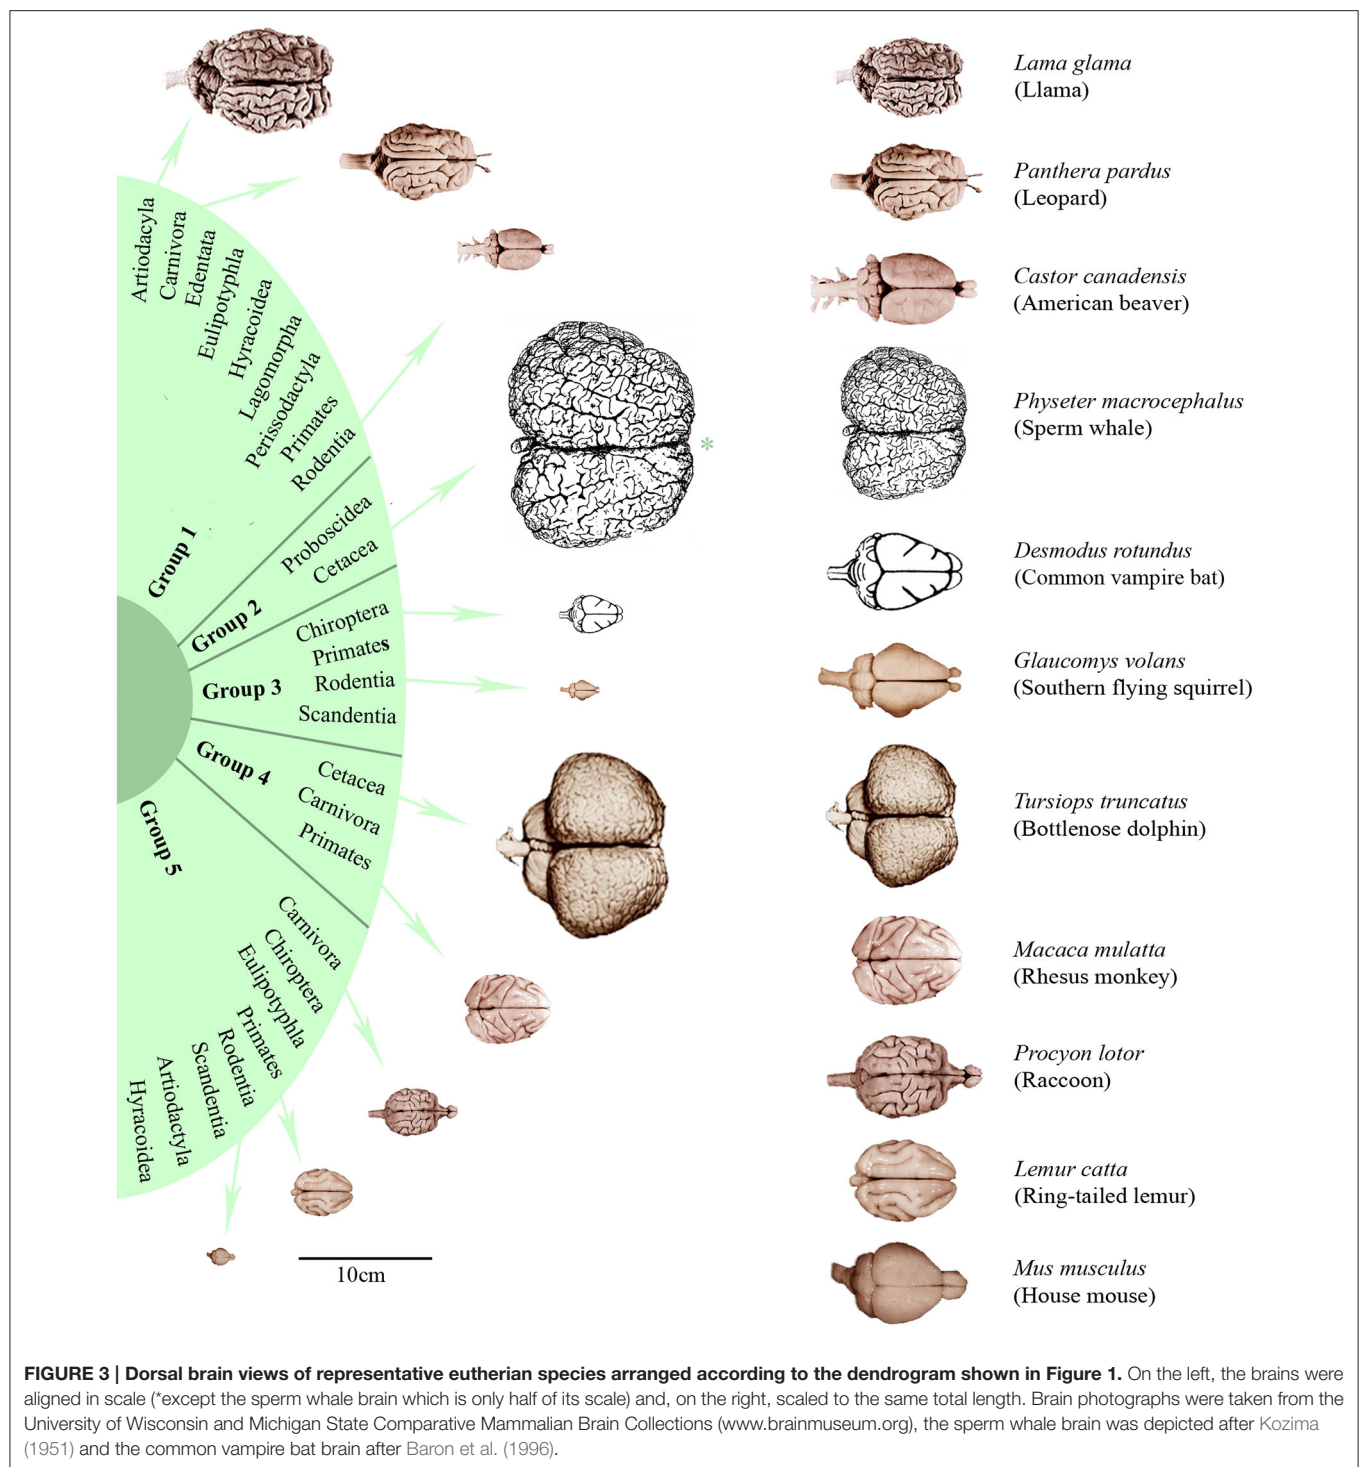 Artiodacyla
Carnivora
Edentata
Eulipotyphla
Hyracoidea
Lagomorpha
Perissodactyla
Primates
Rodentia
Group 1
Proboscidea
Cetacea
Group 2
Chiroptera
Primates
Rodentia
Scandentia
Group 3
Cetacea
Carnivora
Primates
Group 4
Carnivora
Chiroptera
Eulipotyphla
Primates
Rodentia
Scandentia
Artiodactyla
Hyracoidea
Group 5
*
10cm
Lama glama
(Llama)
Panthera pardus
(Leopard)
Castor canadensis
(American beaver)
Physeter macrocephalus
(Sperm whale)
Desmodus rotundus
(Common vampire bat)
Glaucomys volans
(Southern flying squirrel)
Tursiops truncatus
(Bottlenose dolphin)
Macaca mulatta
(Rhesus monkey)
Procyon lotor
(Raccoon)
Lemur catta
(Ring-tailed lemur)
Mus musculus
(House mouse)
FIGURE 3 | Dorsal brain views of representative eutherian species arranged according to the dendrogram shown in Figure 1. On the left, the brains were
aligned in scale (*except the sperm whale brain which is only half of its scale) and, on the right, scaled to the same total length. Brain photographs were taken from the
University of Wisconsin and Michigan State Comparative Mammalian Brain Collections (www.brainmuseum.org), the sperm whale brain was depicted after Kozima
(1951) and the common vampire bat brain after Baron et al. (1996).